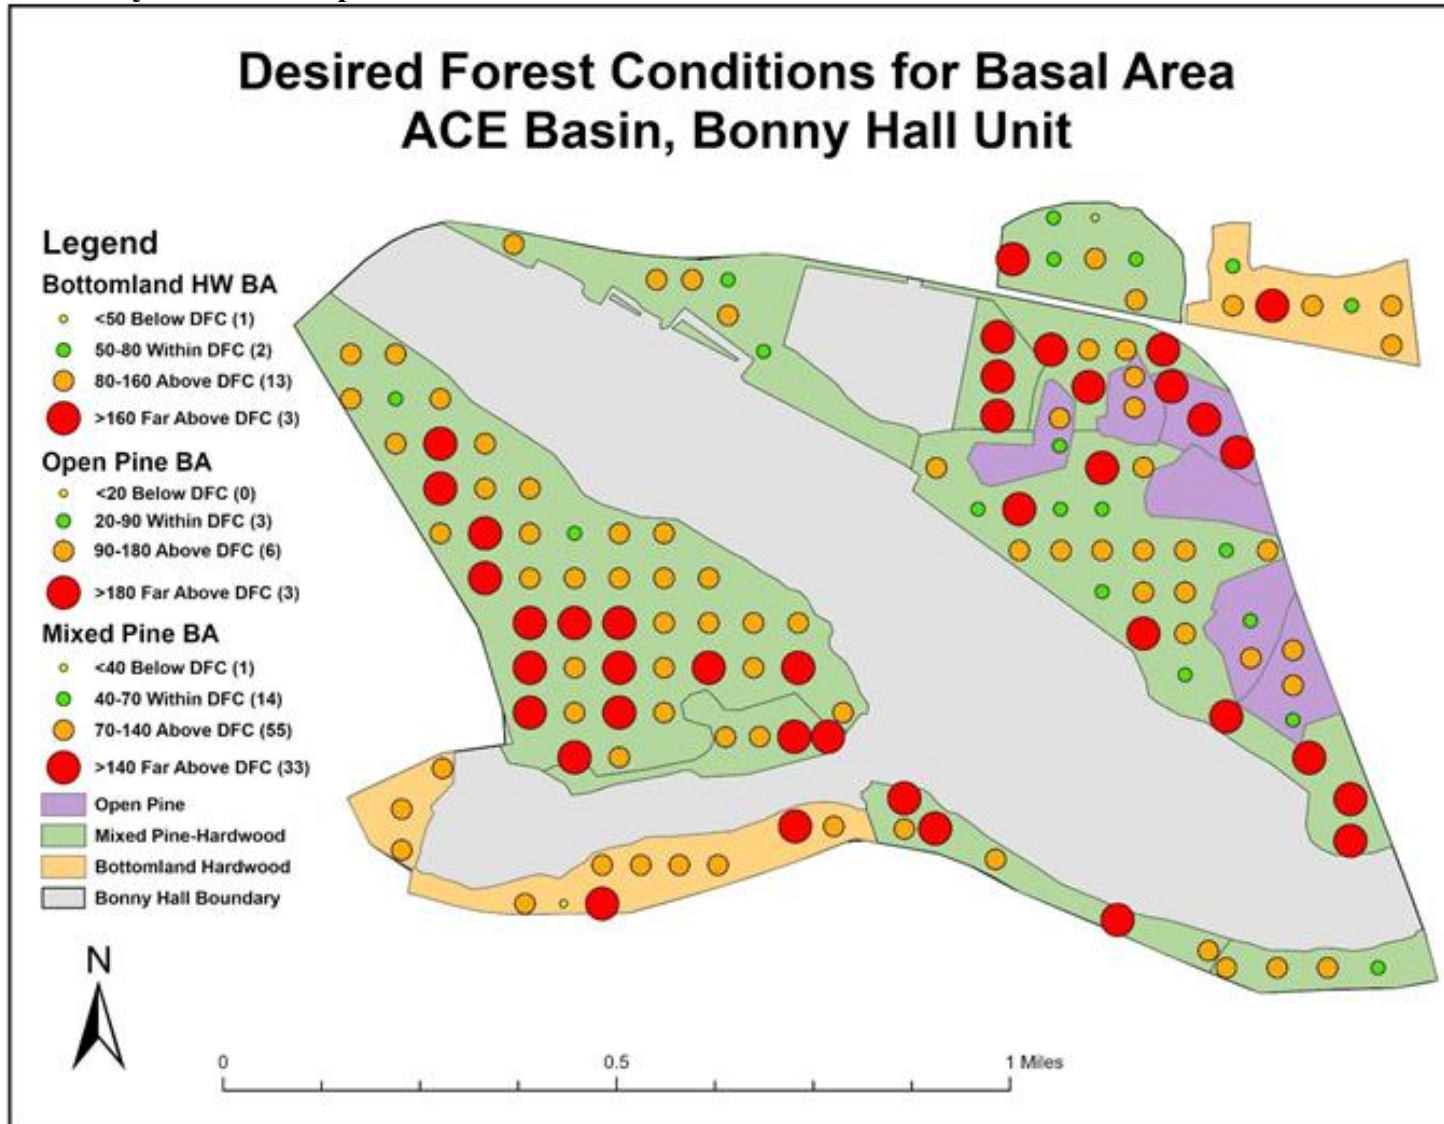 Desired Forest Conditions for Basal Area
ACE Basin, Bonny Hall Unit
Legend
Bottomland HW BA
<50 Below DFC (1)
50-80 Within DFC (2)
80-160 Above DFC (13)
>160 Far Above DFC (3)
Open Pine BA
<20 Below DFC (0)
20-90 Within DFC (3)
90-180 Above DFC (6)
>180 Far Above DFC (3)
Mixed Pine BA
<40 Below DFC (1)
40-70 Within DFC (14)
70-140 Above DFC (55)
>140 Far Above DFC (33)
Open Pine
Mixed Pine-Hardwood
Bottomland Hardwood
Bonny Hall Boundary
N
0 0.5 1 Miles